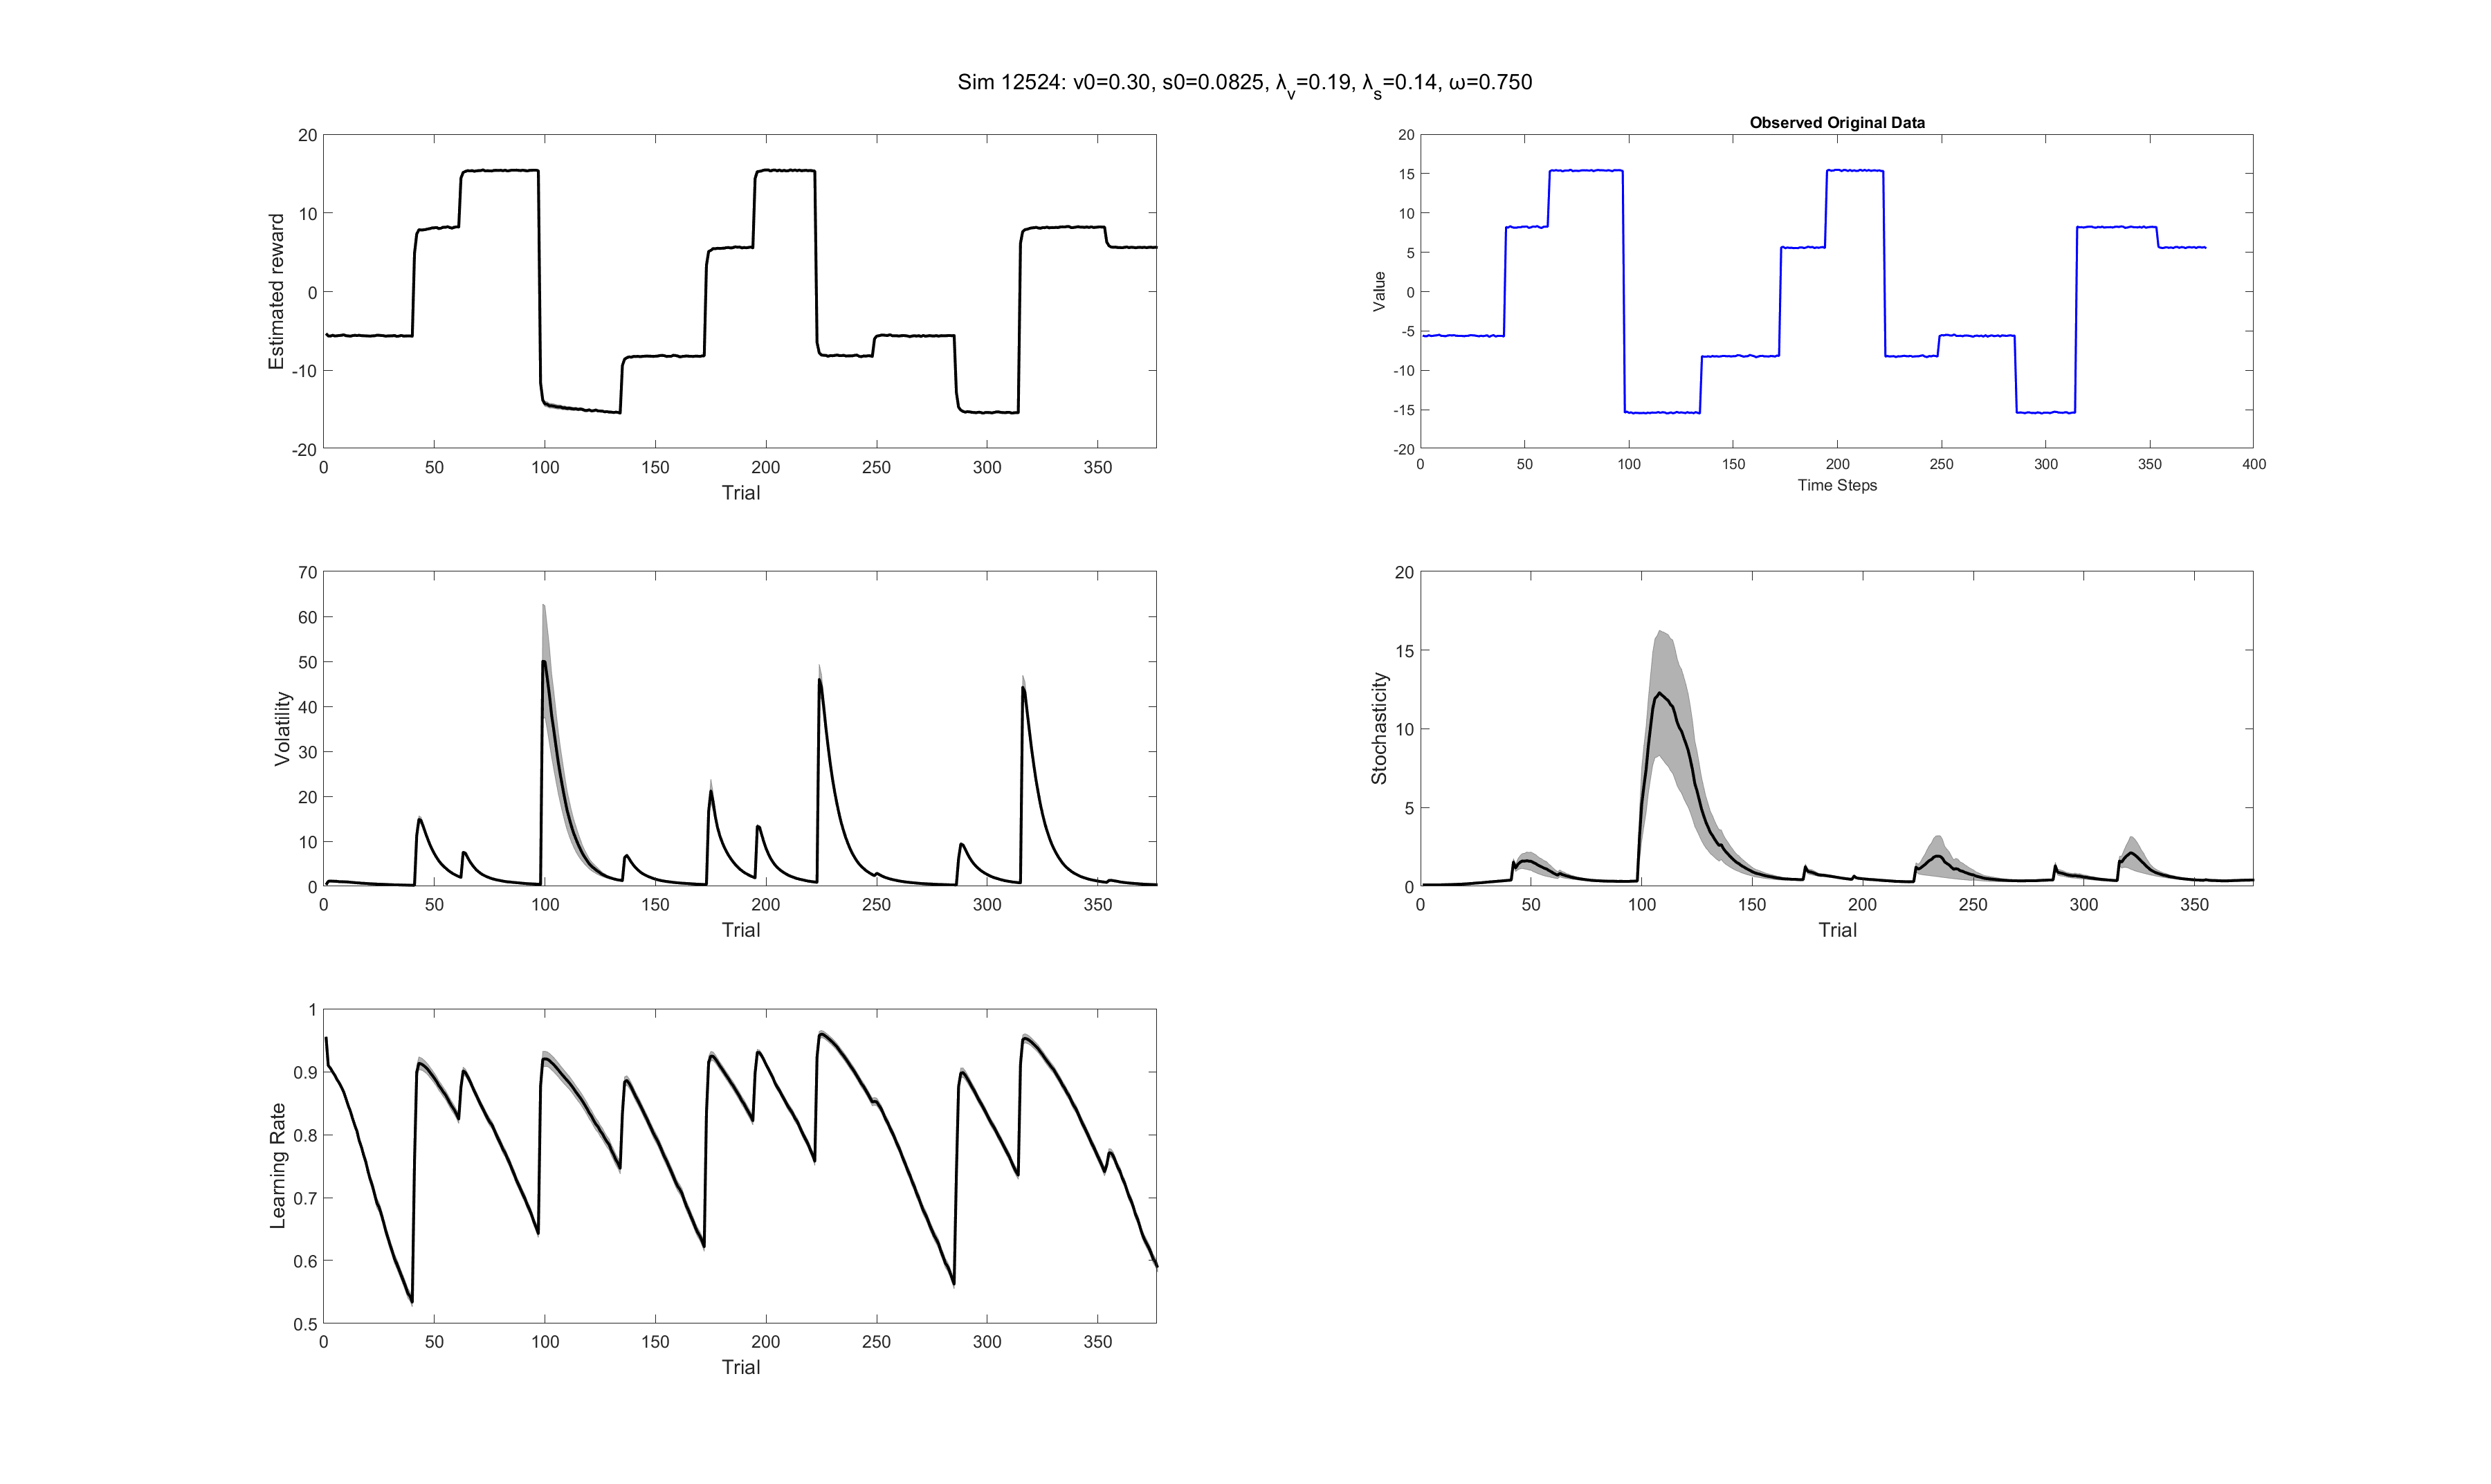 Sim 12524: v0=0.30, s0=0.0825, λv=0.19, λs=0.14, ω=0.750
20
10
0
-10
-20
Estimated reward
0 50 100 150 200 250 300 350
Trial
Observed Original Data
20
15
10
5
0
-5
-10
-15
-20
Value
0 50 100 150 200 250 300 350 400
Time Steps
70
60
50
40
30
20
10
0
Volatility
0 50 100 150 200 250 300 350
Trial
20
15
10
5
0
Stochasticity
0 50 100 150 200 250 300 350
Trial
1
0.9
0.8
0.7
0.6
0.5
Learning Rate
0 50 100 150 200 250 300 350
Trial